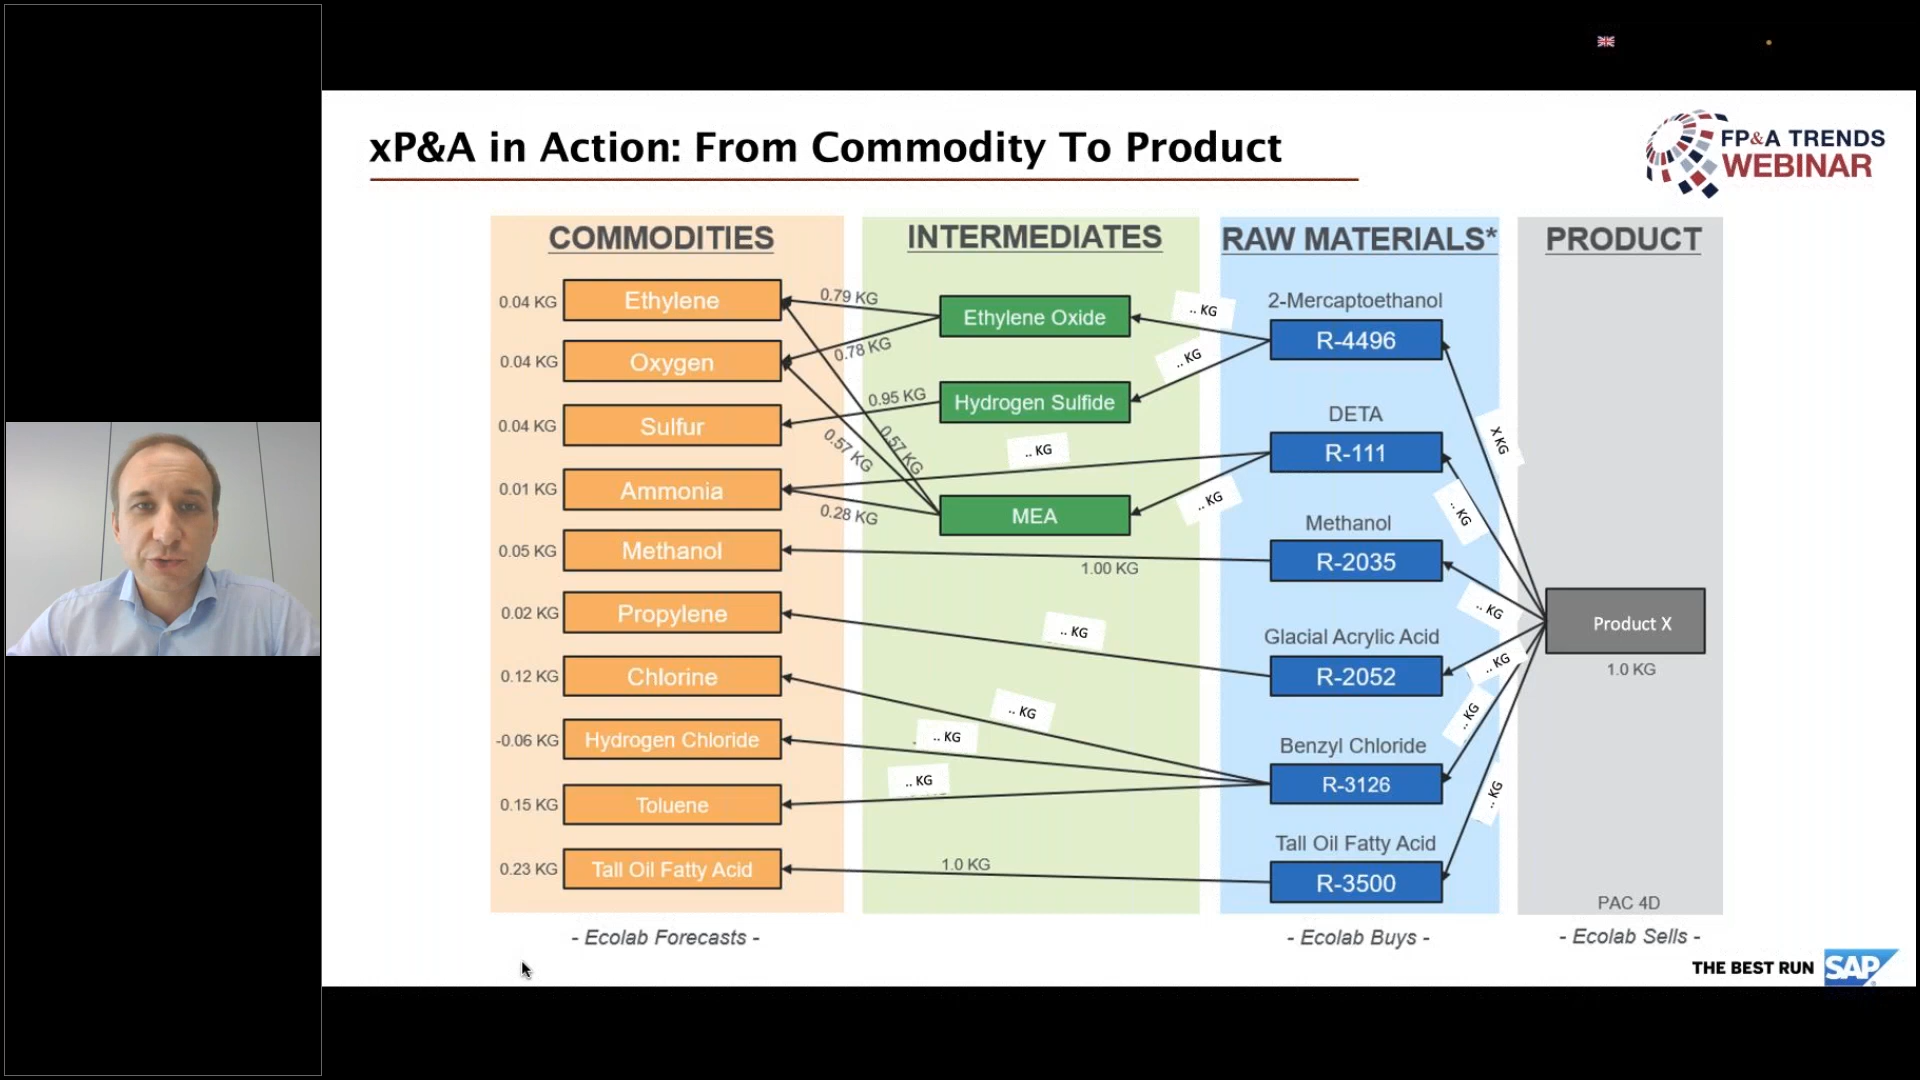 xP&A in Action: From Commodity To Product
FP&A TRENDS
WEBINAR
COMMODITIES
INTERMEDIATES
RAW MATERIALS*
PRODUCT
0.04 KG
Ethylene
0.79 KG
Ethylene Oxide
.. KG
2-Mercaptoethanol
R-4496
0.04 KG
Oxygen
0.78 KG
.. KG
0.04 KG
Sulfur
0.95 KG
Hydrogen Sulfide
DETA
R-111
X KG
0.57 KG
0.57 KG
.. KG
0.01 KG
Ammonia
0.28 KG
MEA
.. KG
.. KG
0.05 KG
Methanol
1.00 KG
Methanol
R-2035
.. KG
0.02 KG
Propylene
.. KG
Glacial Acrylic Acid
R-2052
.. KG
Product X
1.0 KG
0.12 KG
Chlorine
.. KG
.. KG
-0.06 KG
Hydrogen Chloride
.. KG
Benzyl Chloride
R-3126
0.15 KG
Toluene
.. KG
.. KG
0.23 KG
Tall Oil Fatty Acid
1.0 KG
Tall Oil Fatty Acid
R-3500
PAC 4D
- Ecolab Forecasts -
- Ecolab Buys -
- Ecolab Sells -
THE BEST RUN SAP